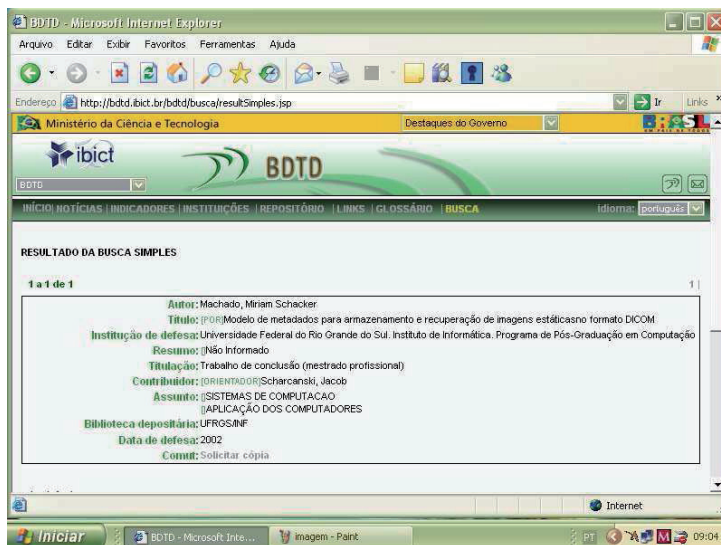 BDTD - Microsoft Internet Explorer
Arquivo Editar Exibir Favoritos Ferramentas Ajuda
Endereço http://bdtd.ibict.br/bdtd/busca/resultSimples.jsp Ir Links »
Ministério da Ciência e Tecnologia Destaques do Governo BRASIL
ibict BDTD
BDTD
INÍCIO| NOTÍCIAS | INDICADORES | INSTITUIÇÕES | REPOSITÓRIO | LINKS | GLOSSÁRIO | BUSCA idioma: português
RESULTADO DA BUSCA SIMPLES
1 a 1 de 1 1 |
Autor: Machado, Miriam Schacker
Título: [POR]Modelo de metadados para armazenamento e recuperação de imagens estáticasno formato DICOM
Instituição de defesa: Universidade Federal do Rio Grande do Sul. Instituto de Informática. Programa de Pós-Graduação em Computação
Resumo: []Não Informado
Titulação: Trabalho de conclusão (mestrado profissional)
Contribuidor: [ORIENTADOR]Scharcanski, Jacob
Assunto: []SISTEMAS DE COMPUTACAO
[]APLICAÇÃO DOS COMPUTADORES
Biblioteca depositária: UFRGS/INF
Data de defesa: 2002
Comut: Solicitar cópia
Internet
Iniciar BDTD - Microsoft Inte... imagem - Paint PT 09:04